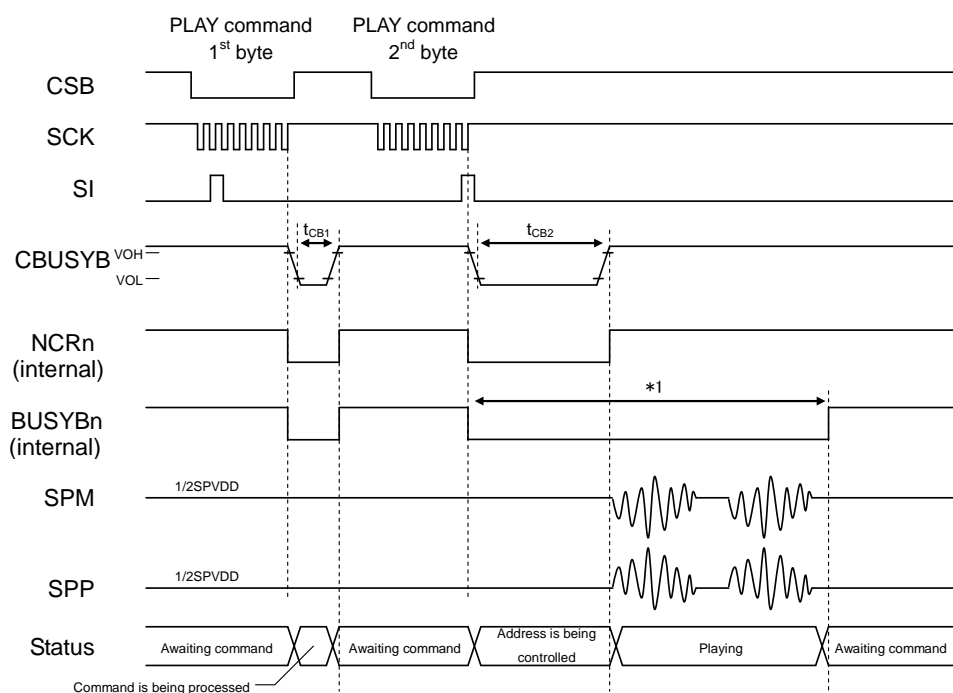 PLAY command
1st byte
PLAY command
2nd byte
CSB
SCK
SI
tCB1
tCB2
CBUSYB
VOH
VOL
NCRn
(internal)
*1
BUSYBn
(internal)
SPM
1/2SPVDD
SPP
1/2SPVDD
Status
Awaiting command
Awaiting command
Address is being
controlled
Playing
Awaiting command
Command is being processed